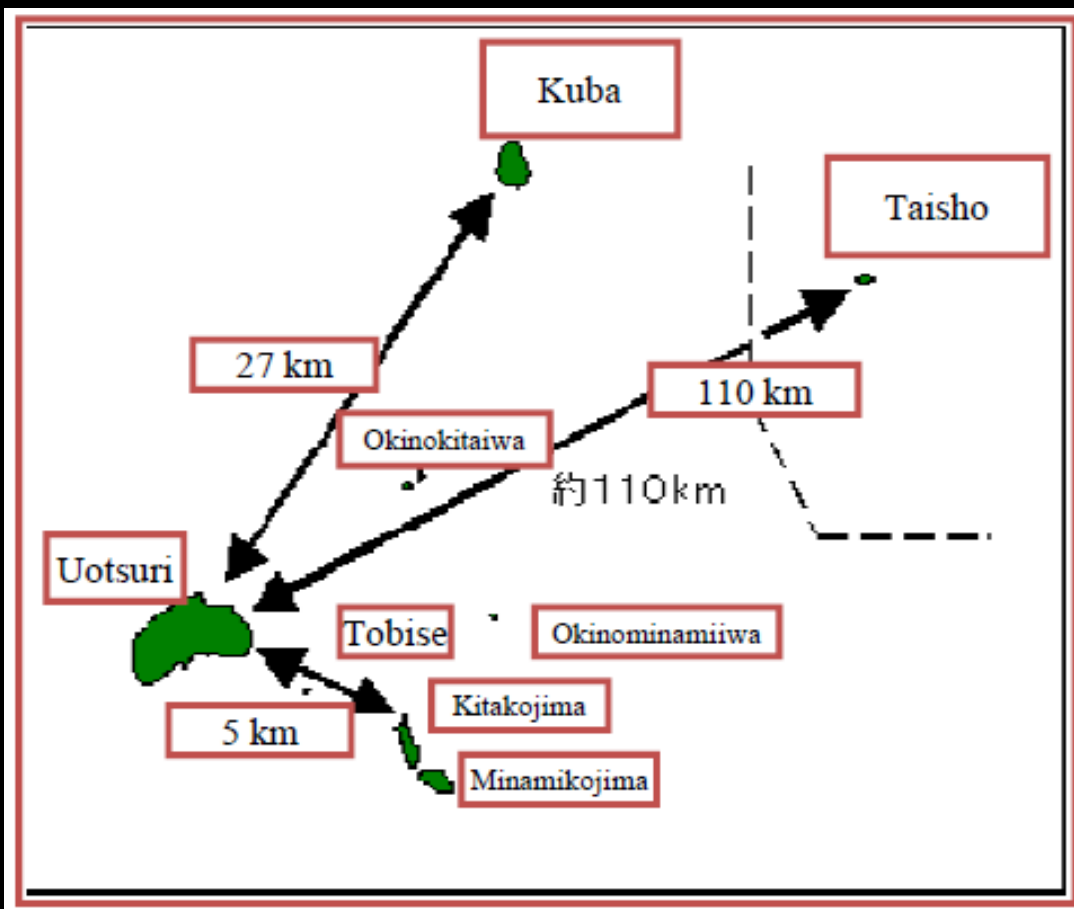 Kuba
Taisho
27 km
110 km
Okinokitaiwa
約110km
Uotsuri
Tobise
Okinominamiiwa
Kitakojima
5 km
Minamikojima